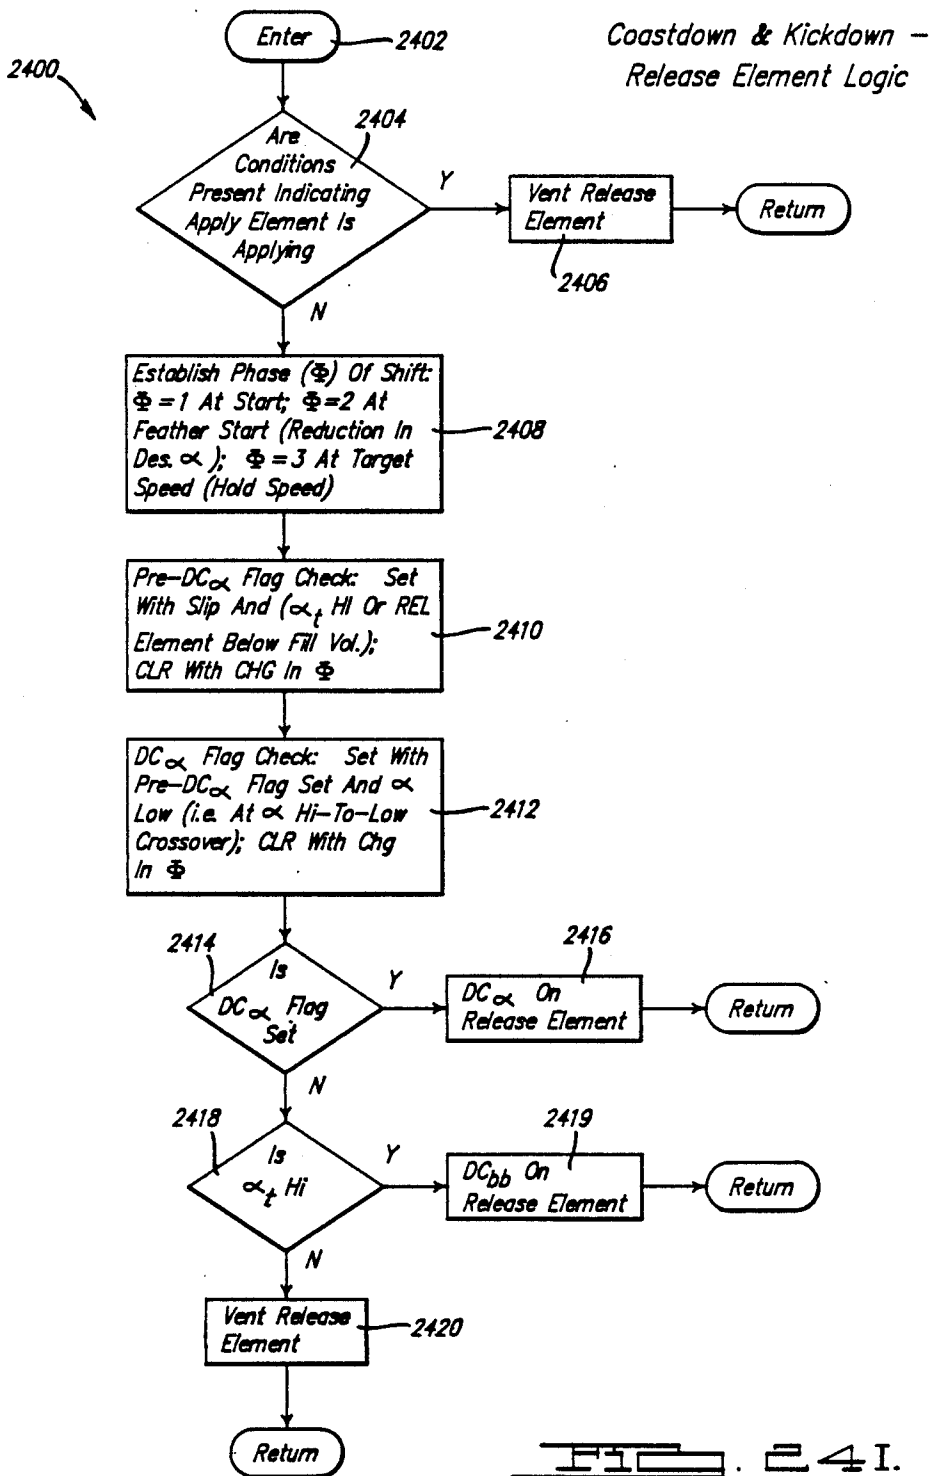 Coastdown & Kickdown –
Release Element Logic
2400
Enter
2402
2404
Are
Conditions
Present Indicating
Apply Element Is
Applying
Y
Vent Release
Element
2406
Return
N
Establish Phase (Φ) Of Shift:
Φ = 1 At Start; Φ=2 At
Feather Start (Reduction In
Des. ∝ ); Φ = 3 At Target
Speed (Hold Speed)
2408
Pre-DC∝ Flag Check: Set
With Slip And (∝t HI Or REL
Element Below Fill Vol.);
CLR With CHG In Φ
2410
DC∝ Flag Check: Set With
Pre-DC∝ Flag Set And ∝
Low (i.e. At ∝ Hi-To-Low
Crossover); CLR With Chg
In Φ
2412
2414
Is
DC∝ Flag
Set
Y
2416
DC∝ On
Release Element
Return
N
2418
Is
∝t Hi
Y
2419
DCbb On
Release Element
Return
N
Vent Release
Element
2420
Return
FIG. 24I.